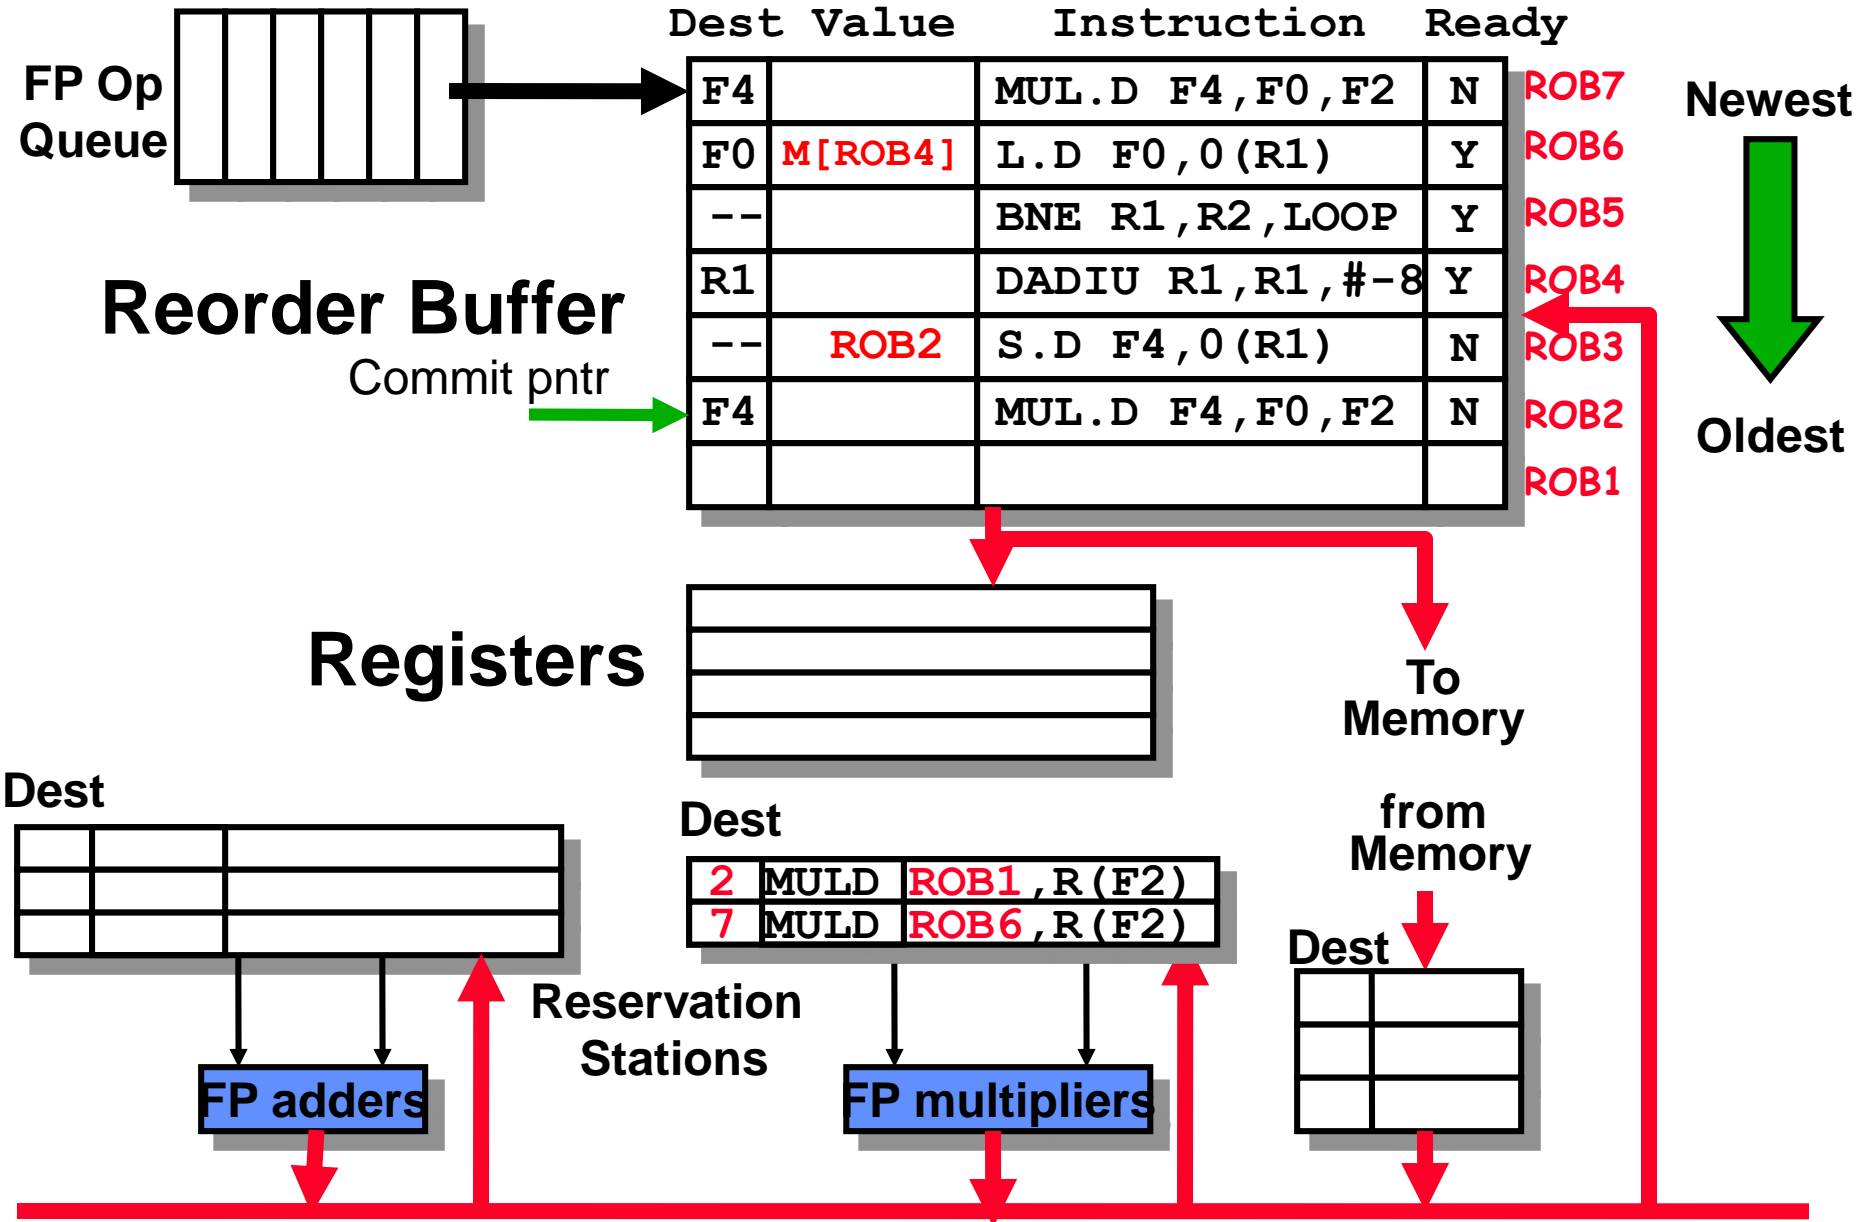 Dest Value Instruction Ready
FP Op
Queue
F4 MUL.D F4,F0,F2 N ROB7
F0 M[ROB4] L.D F0,0(R1) Y ROB6
-- BNE R1,R2,LOOP Y ROB5
R1 DADIU R1,R1,#-8 Y ROB4
-- ROB2 S.D F4,0(R1) N ROB3
F4 MUL.D F4,F0,F2 N ROB2
ROB1
Newest
Oldest
Reorder Buffer
Commit pntr
Registers
To
Memory
from
Memory
Dest
Dest
2 MULD ROB1,R(F2)
7 MULD ROB6,R(F2)
Dest
Reservation
Stations
FP adders
FP multipliers